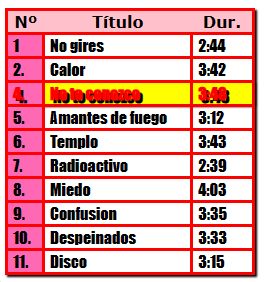 Nº Título Dur.
1 No gires 2:44
2. Calor 3:42
4. No te conozco 3:48
5. Amantes de fuego 3:12
6. Templo 3:43
7. Radioactivo 2:39
8. Miedo 4:03
9. Confusion 3:35
10. Despeinados 3:33
11. Disco 3:15